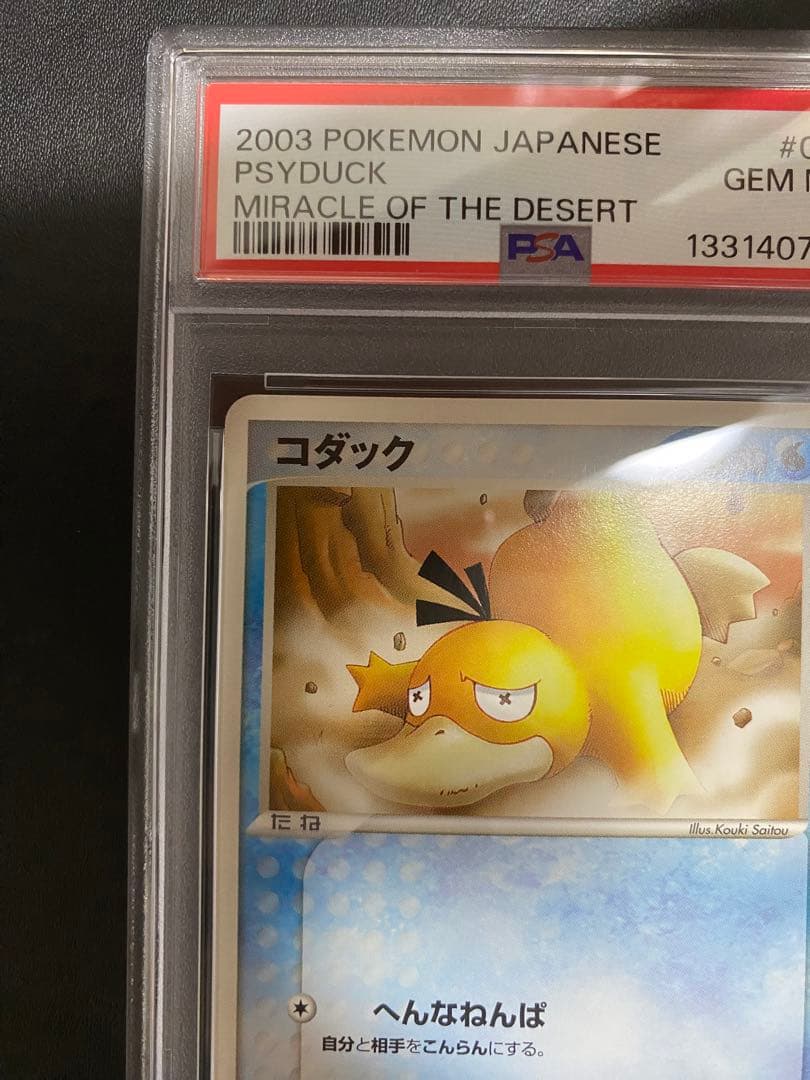 2003 POKEMON JAPANESE
PSYDUCK
GEM
MIRACLE OF THE DESERT
PSA
コダック
たね
Illus. Kouki Saitou
へんなねんぱ
自分と相手をこんらんにする。